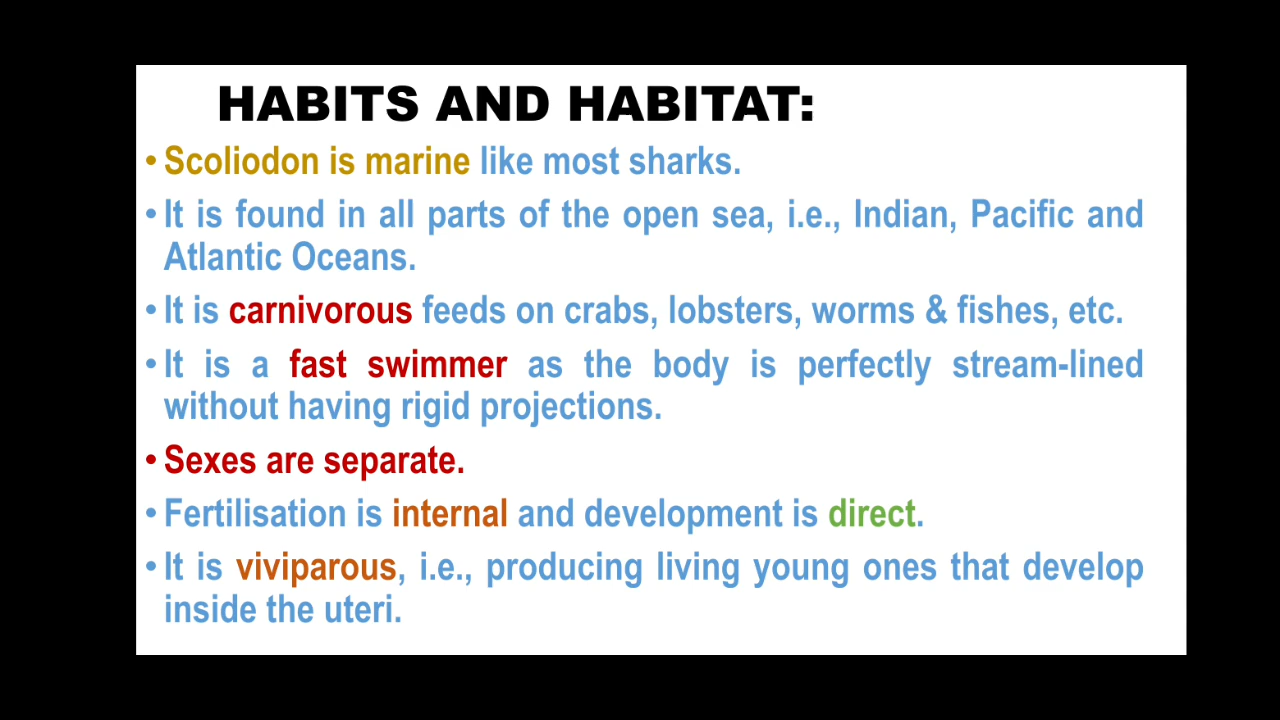 HABITS AND HABITAT:
• Scoliodon is marine like most sharks.
• It is found in all parts of the open sea, i.e., Indian, Pacific and
Atlantic Oceans.
• It is carnivorous feeds on crabs, lobsters, worms & fishes, etc.
• It is a fast swimmer as the body is perfectly stream-lined
without having rigid projections.
• Sexes are separate.
• Fertilisation is internal and development is direct.
• It is viviparous, i.e., producing living young ones that develop
inside the uteri.